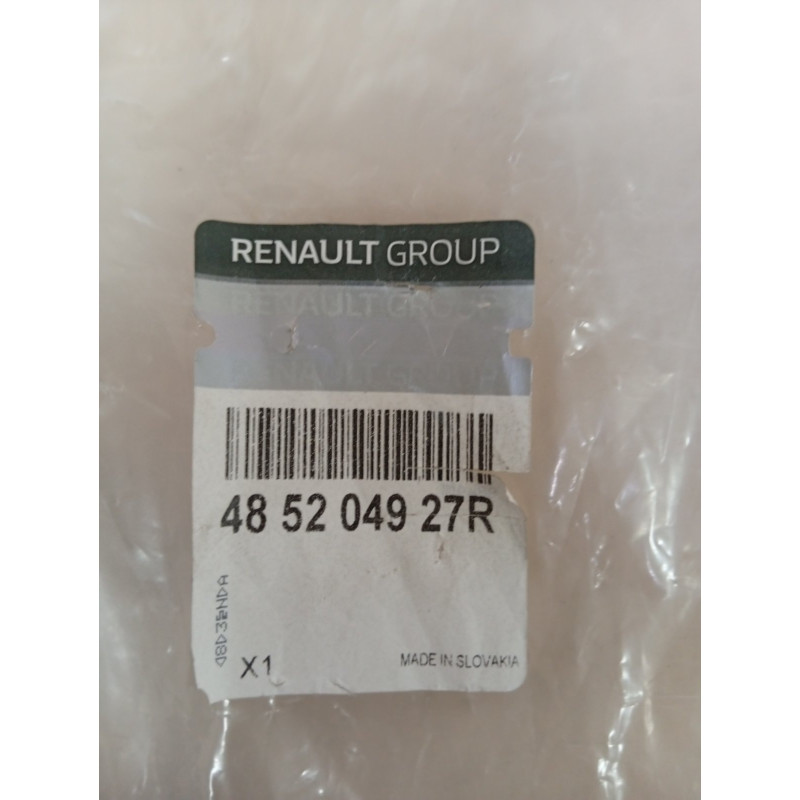 RENAULT GROUP
RENAULT GROUP
RENAULT GROUP
48 52 049 27R
X1
MADE IN SLOVAKIA